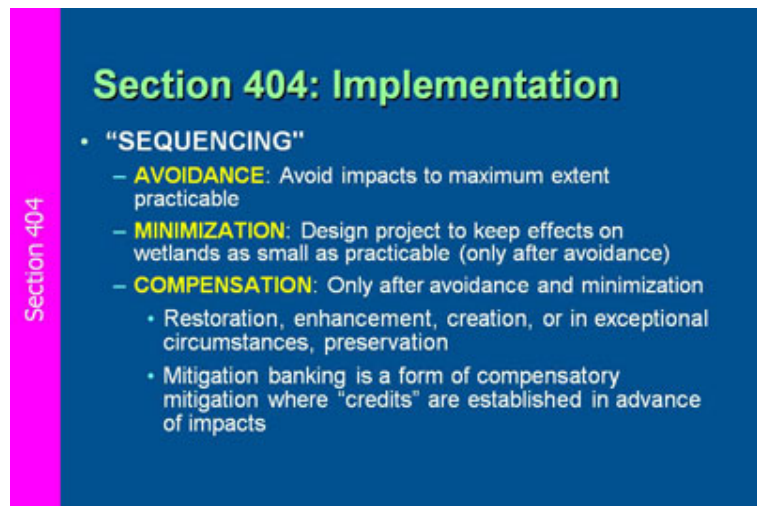 Section 404
Section 404: Implementation
• “SEQUENCING"
– AVOIDANCE: Avoid impacts to maximum extent
practicable
– MINIMIZATION: Design project to keep effects on
wetlands as small as practicable (only after avoidance)
– COMPENSATION: Only after avoidance and minimization
• Restoration, enhancement, creation, or in exceptional
circumstances, preservation
• Mitigation banking is a form of compensatory
mitigation where “credits” are established in advance
of impacts